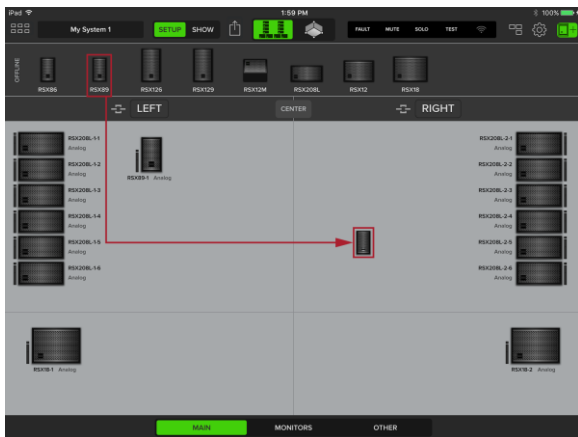 iPad 1:59 PM 100%
My System 1 SETUP SHOW FAULT MUTE SOLO TEST
OFFLINE
RSX86 RSX89 RSX126 RSX129 RSX12M RSX208L RSX12 RSX18
LEFT CENTER RIGHT
RSX208L-1-1
Analog
RSX208L-1-2
Analog
RSX208L-1-3
Analog
RSX208L-1-4
Analog
RSX208L-1-5
Analog
RSX208L-1-6
Analog
RSX89-1 Analog
RSX208L-2-1
Analog
RSX208L-2-2
Analog
RSX208L-2-3
Analog
RSX208L-2-4
Analog
RSX208L-2-5
Analog
RSX208L-2-6
Analog
RSX18-1 Analog
RSX18-2 Analog
MAIN MONITORS OTHER